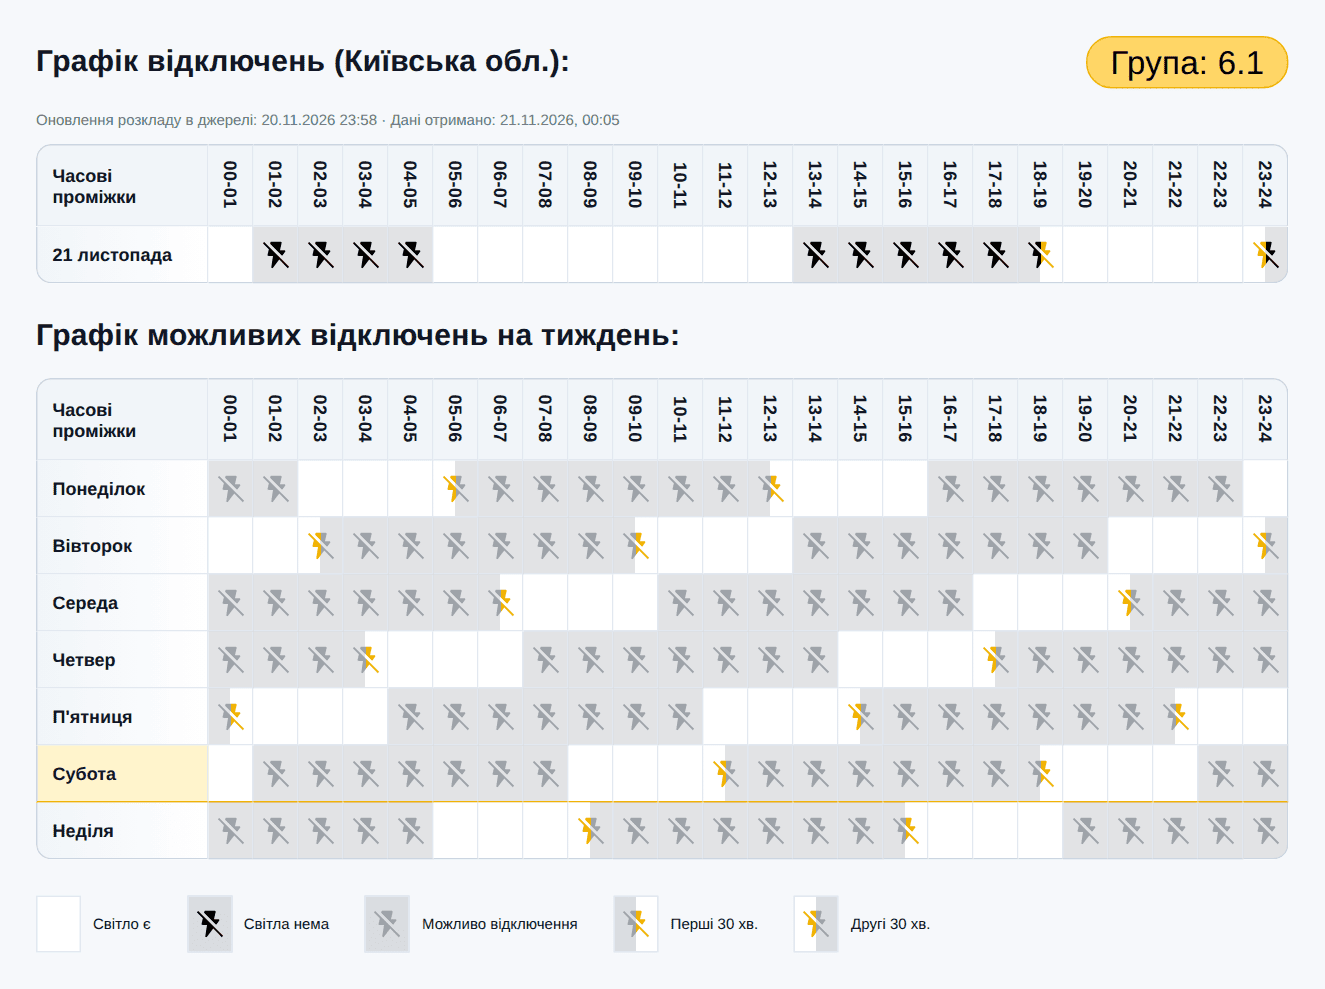 Графік відключень (Київська обл.):
Група: 6.1
Оновлення розкладу в джерелі: 20.11.2026 23:58 · Дані отримано: 21.11.2026, 00:05
Часові
проміжки
00-01 01-02 02-03 03-04 04-05 05-06 06-07 07-08 08-09 09-10 10-11 11-12 12-13 13-14 14-15 15-16 16-17 17-18 18-19 19-20 20-21 21-22 22-23 23-24
21 листопада
Графік можливих відключень на тиждень:
Часові
проміжки
00-01 01-02 02-03 03-04 04-05 05-06 06-07 07-08 08-09 09-10 10-11 11-12 12-13 13-14 14-15 15-16 16-17 17-18 18-19 19-20 20-21 21-22 22-23 23-24
Понеділок
Вівторок
Середа
Четвер
П'ятниця
Субота
Неділя
Світло є Світла нема Можливо відключення Перші 30 хв. Другі 30 хв.